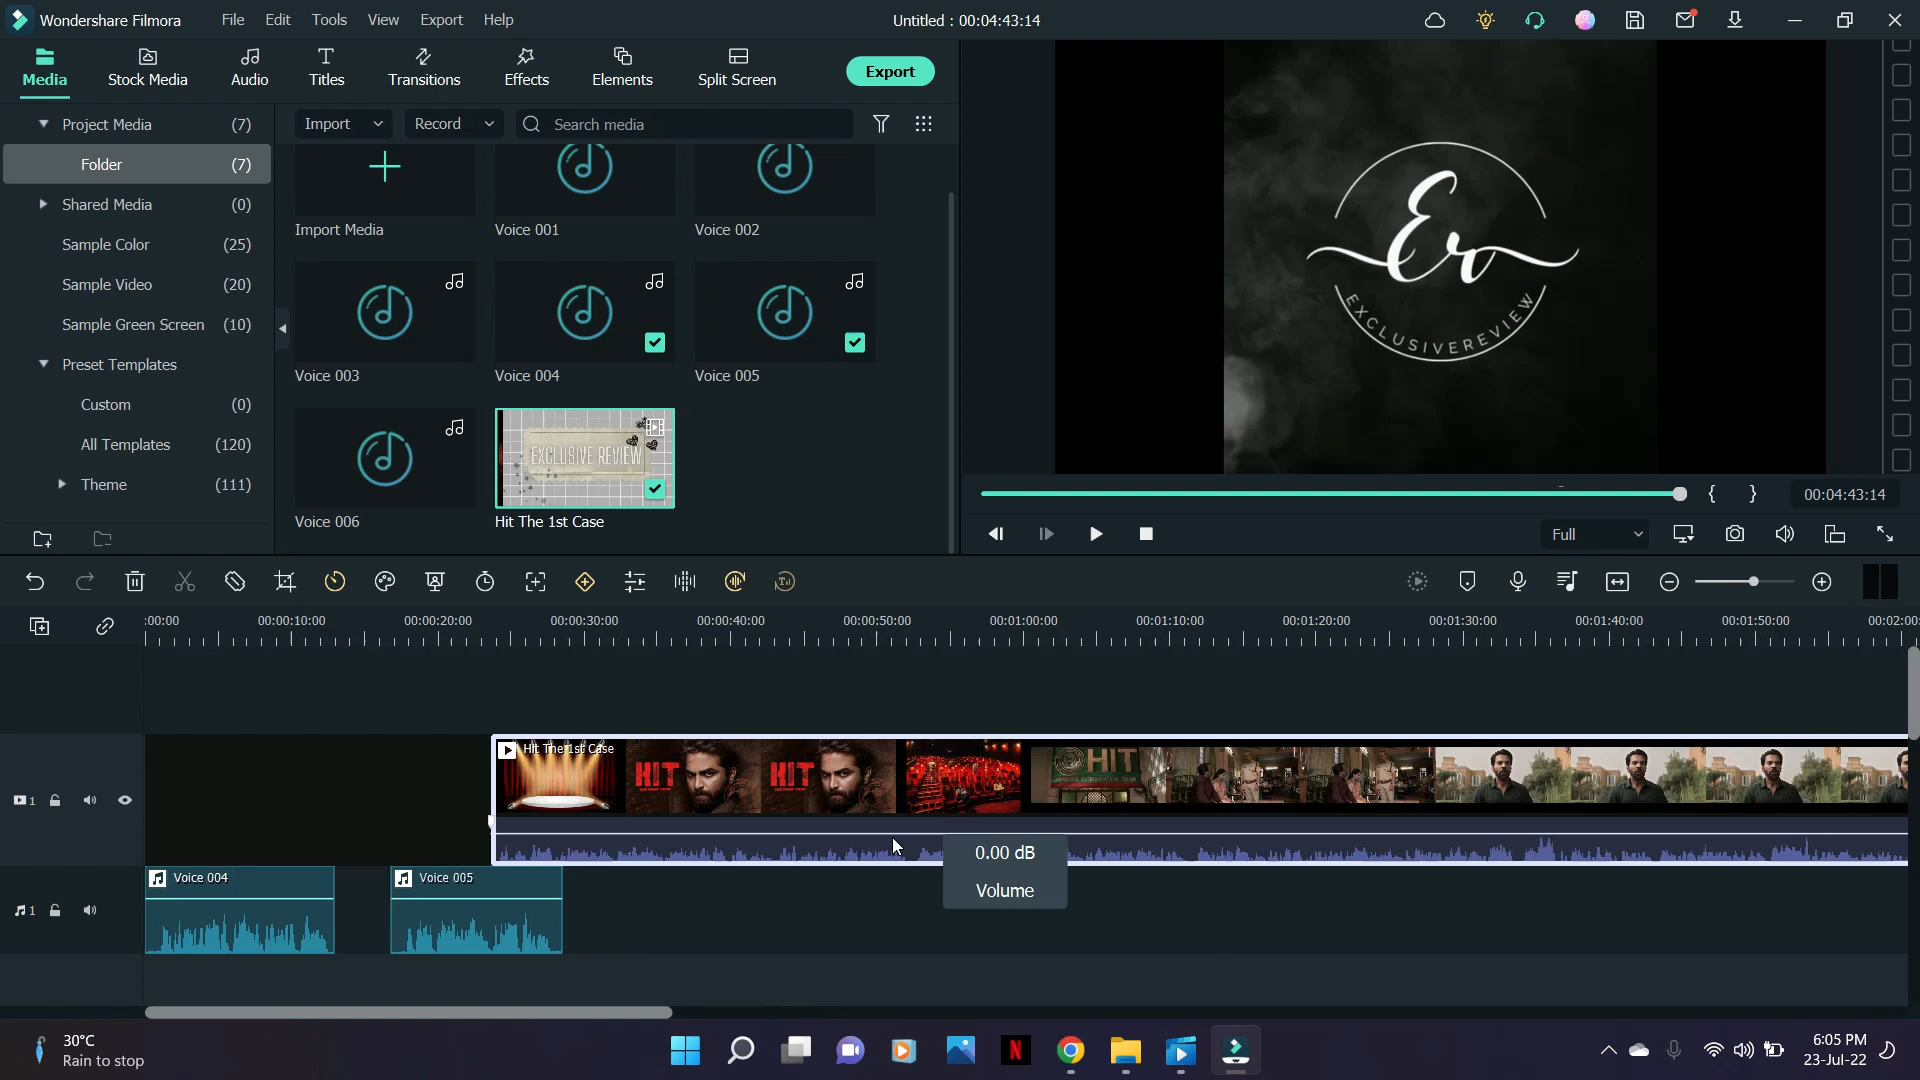 Wondershare Filmora
File Edit Tools View Export Help
Untitled : 00:04:43:14
Media Stock Media Audio Titles Transitions Effects Elements Split Screen Export
Project Media (7)
Folder (7)
Shared Media (0)
Sample Color (25)
Sample Video (20)
Sample Green Screen (10)
Preset Templates
Custom (0)
All Templates (120)
Theme (111)
Import Record Search media
Import Media Voice 001 Voice 002
Voice 003 Voice 004 Voice 005
EXCLUSIVE REVIEW
Voice 006 Hit The 1st Case
Er
EXCLUSIVEREVIEW
00:04:43:14
Full
:00:00 00:00:10:00 00:00:20:00 00:00:30:00 00:00:40:00 00:00:50:00 00:01:00:00 00:01:10:00 00:01:20:00 00:01:30:00 00:01:40:00 00:01:50:00 00:02:00:
Hit The 1st Case
HIT HIT HIT
1
0.00 dB
Volume
Voice 004 Voice 005
1
30°C
Rain to stop
6:05 PM
23-Jul-22